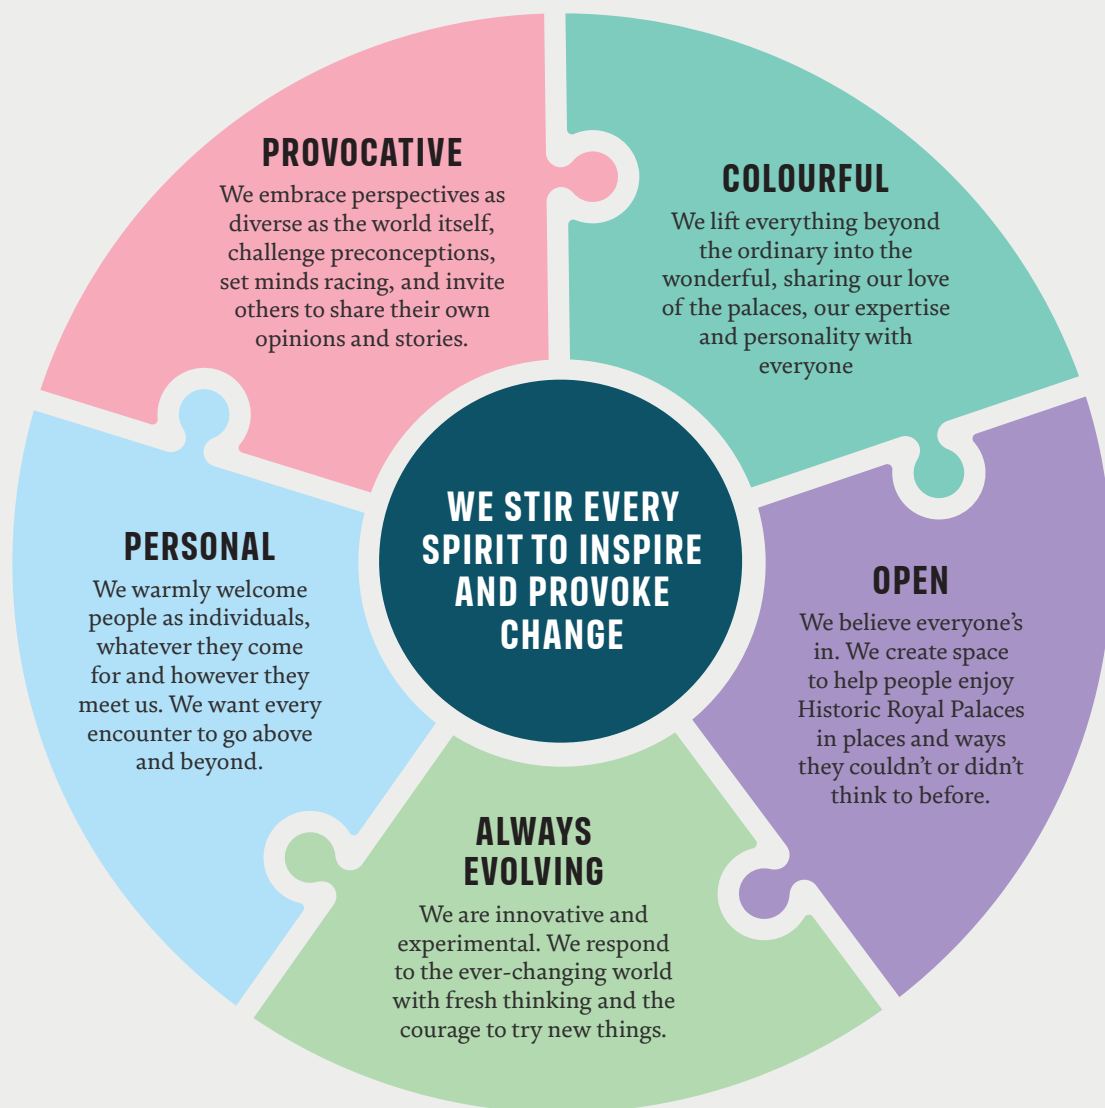 PROVOCATIVE
We embrace perspectives as
diverse as the world itself,
challenge preconceptions,
set minds racing, and invite
others to share their own
opinions and stories.
COLOURFUL
We lift everything beyond
the ordinary into the
wonderful, sharing our love
of the palaces, our expertise
and personality with
everyone
WE STIR EVERY
SPIRIT TO INSPIRE
AND PROVOKE
CHANGE
PERSONAL
We warmly welcome
people as individuals,
whatever they come
for and however they
meet us. We want every
encounter to go above
and beyond.
OPEN
We believe everyone’s
in. We create space
to help people enjoy
Historic Royal Palaces
in places and ways
they couldn’t or didn’t
think to before.
ALWAYS
EVOLVING
We are innovative and
experimental. We respond
to the ever-changing world
with fresh thinking and the
courage to try new things.